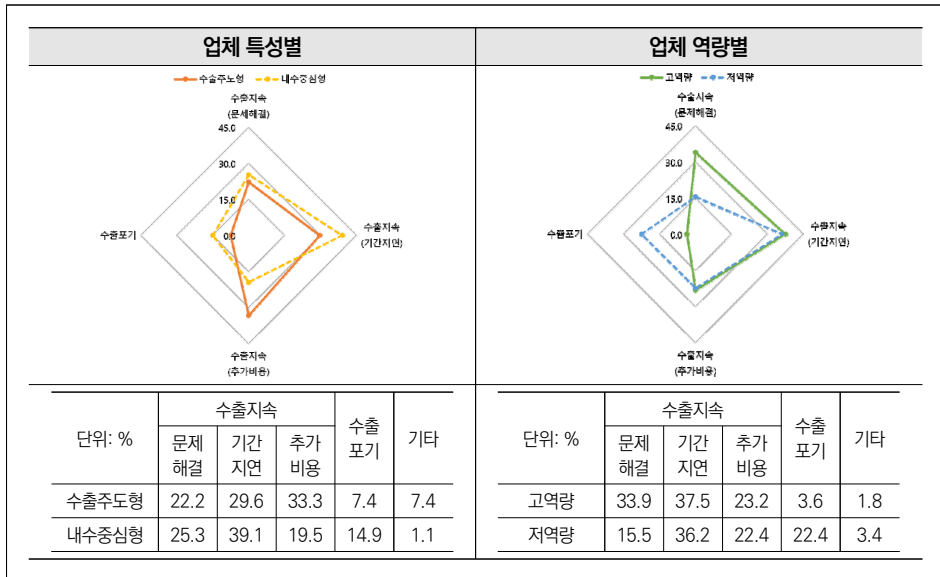 업체 특성별
업체 역량별
수출주도형 내수중심형
수출지속
(문제해결)
45.0
30.0
15.0
0.0
수출포기
수출지속
(기간지연)
수출지속
(추가비용)
고역량 저역량
수출지속
(문제해결)
45.0
30.0
15.0
0.0
수출포기
수출지속
(기간지연)
수출지속
(추가비용)
단위: % 수출지속 수출 포기 기타
문제 해결 기간 지연 추가 비용
수출주도형 22.2 29.6 33.3 7.4 7.4
내수중심형 25.3 39.1 19.5 14.9 1.1
단위: % 수출지속 수출 포기 기타
문제 해결 기간 지연 추가 비용
고역량 33.9 37.5 23.2 3.6 1.8
저역량 15.5 36.2 22.4 22.4 3.4